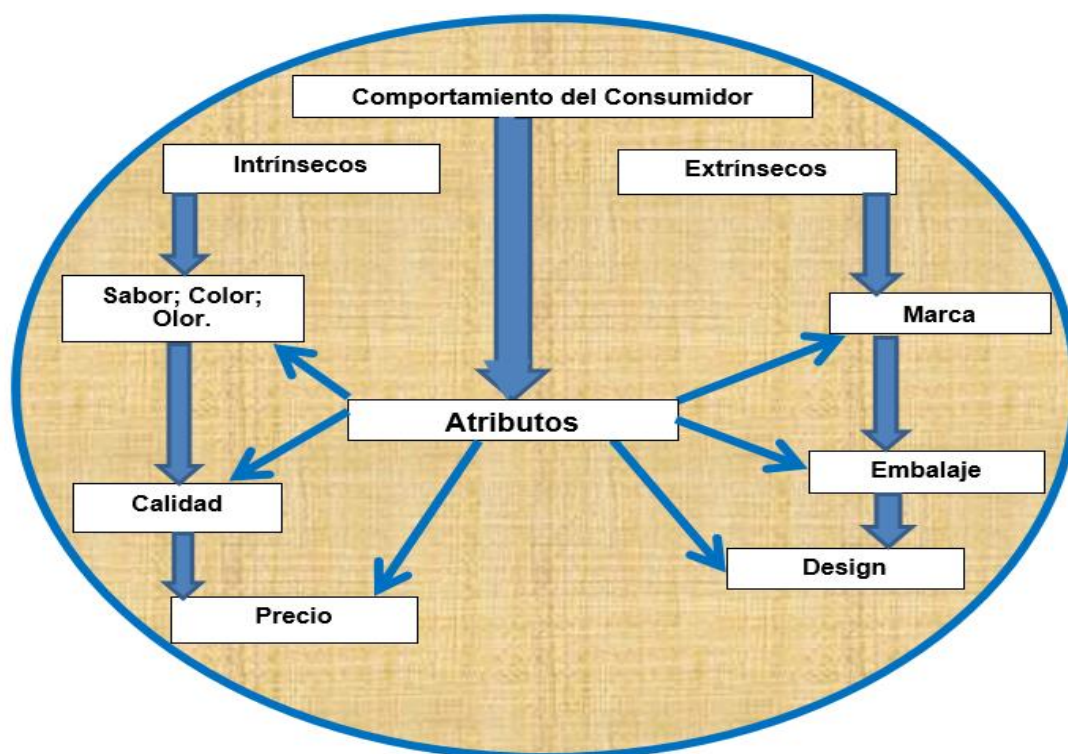 Comportamiento del Consumidor
Intrínsecos
Extrínsecos
Sabor; Color;
Olor.
Marca
Atributos
Calidad
Embalaje
Design
Precio